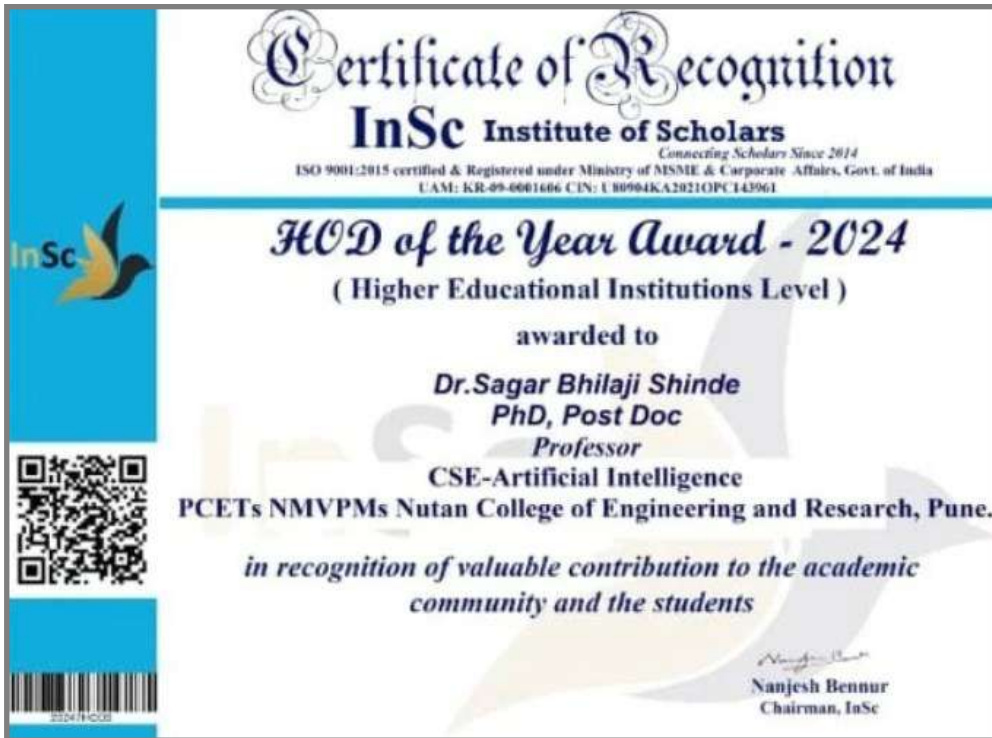 Certificate of Recognition
InSc Institute of Scholars
Connecting Scholars Since 2014
ISO 9001:2015 certified & Registered under Ministry of MSME & Corporate Affairs, Govt. of India
UAM: KR-09-0001606 CIN: U80904KA2021OPC143961
InSc
HOD of the Year Award - 2024
( Higher Educational Institutions Level )
awarded to
Dr.Sagar Bhilaji Shinde
PhD, Post Doc
Professor
CSE-Artificial Intelligence
PCETs NMVPMs Nutan College of Engineering and Research, Pune.
in recognition of valuable contribution to the academic
community and the students
Nanjesh Bennur
Chairman, InSc